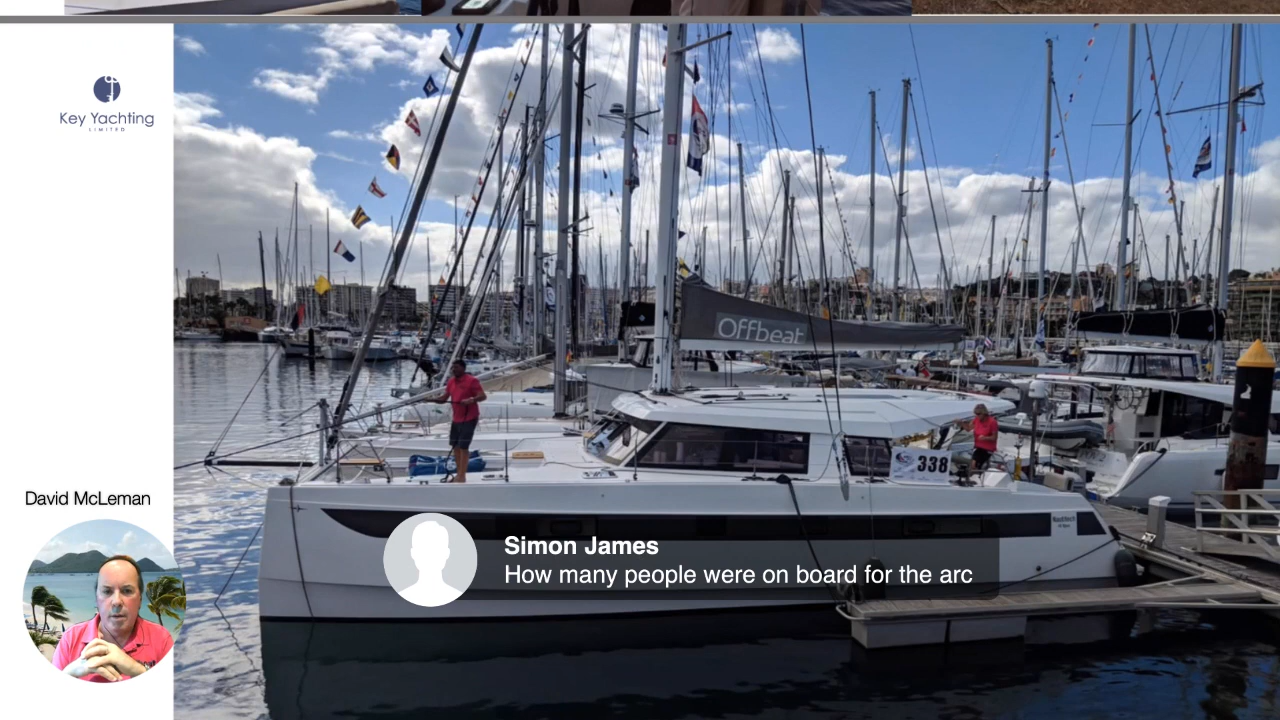 Key Yachting
LIMITED
Offbeat
338
David McLeman
Simon James
How many people were on board for the arc